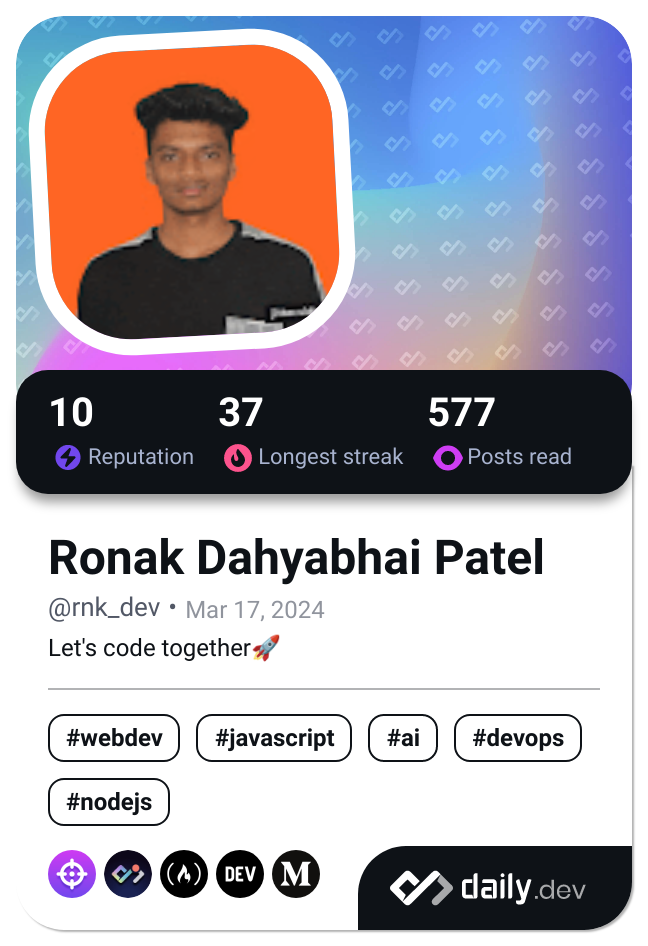 10 37 577
Reputation Longest streak Posts read
Ronak Dahyabhai Patel
@rnk_dev • Mar 17, 2024
Let's code together🚀
#webdev #javascript #ai #devops
#nodejs
DEV M
daily.dev